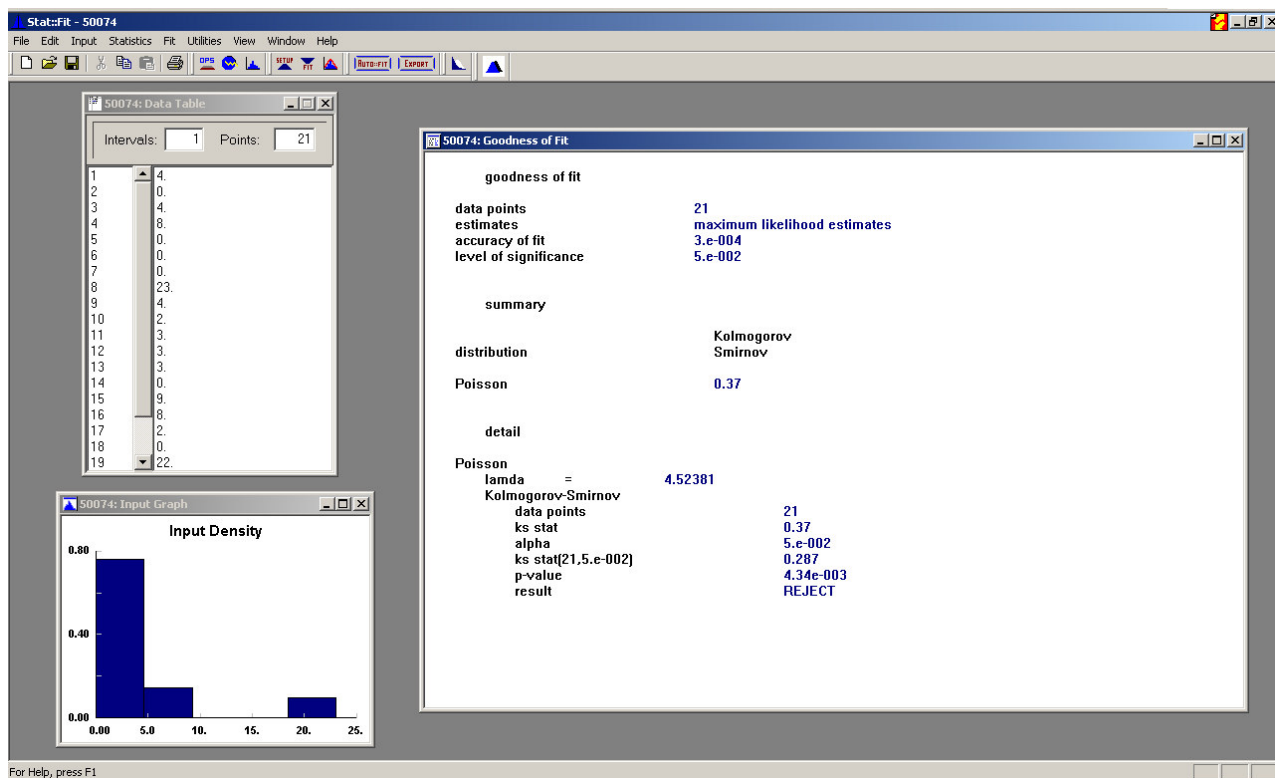 Stat::Fit - 50074
File Edit Input Statistics Fit Utilities View Window Help
OPS SETUP FIT AUTO::FIT EXPORT
50074: Data Table
Intervals: 1 Points: 21
1 4.
2 0.
3 4.
4 8.
5 0.
6 0.
7 0.
8 23.
9 4.
10 2.
11 3.
12 3.
13 3.
14 0.
15 9.
16 8.
17 2.
18 0.
19 22.
50074: Input Graph
Input Density
0.80
0.40
0.00
0.00 5.0 10. 15. 20. 25.
50074: Goodness of Fit
goodness of fit
data points 21
estimates maximum likelihood estimates
accuracy of fit 3.e-004
level of significance 5.e-002
summary
Kolmogorov
distribution Smirnov
Poisson 0.37
detail
Poisson
lamda = 4.52381
Kolmogorov-Smirnov
data points 21
ks stat 0.37
alpha 5.e-002
ks stat(21,5.e-002) 0.287
p-value 4.34e-003
result REJECT
For Help, press F1